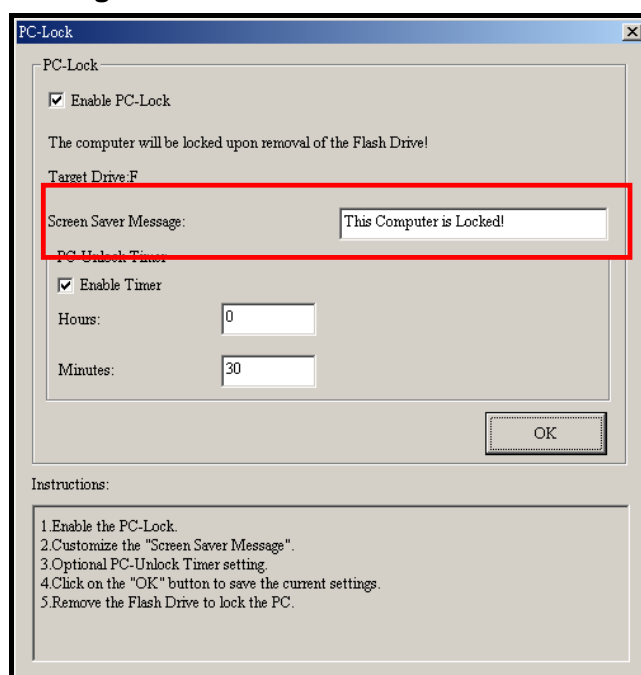 PC-Lock
PC-Lock
Enable PC-Lock
The computer will be locked upon removal of the Flash Drive!
Target Drive:F
Screen Saver Message: This Computer is Locked!
PC-Unlock Timer
Enable Timer
Hours: 0
Minutes: 30
OK
Instructions:
1.Enable the PC-Lock.
2.Customize the "Screen Saver Message".
3.Optional PC-Unlock Timer setting.
4.Click on the "OK" button to save the current settings.
5.Remove the Flash Drive to lock the PC.